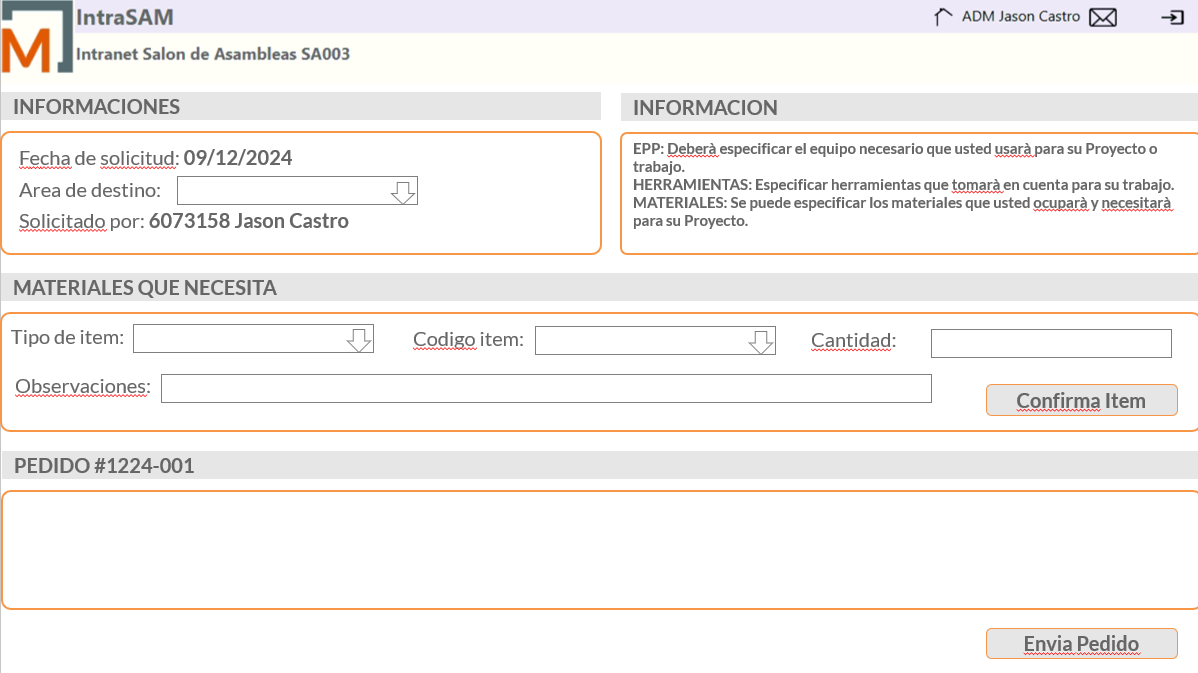 M
IntraSAM
ADM Jason Castro
Intranet Salon de Asambleas SA003
INFORMACIONES
Fecha de solicitud: 09/12/2024
Area de destino:
Solicitado por: 6073158 Jason Castro
INFORMACION
EPP: Deberà especificar el equipo necesario que usted usarà para su Proyecto o
trabajo.
HERRAMIENTAS: Especificar herramientas que tomarà en cuenta para su trabajo.
MATERIALES: Se puede especificar los materiales que usted ocuparà y necesitarà
para su Proyecto.
MATERIALES QUE NECESITA
Tipo de item:
Codigo item:
Cantidad:
Observaciones:
Confirma Item
PEDIDO #1224-001
Envia Pedido